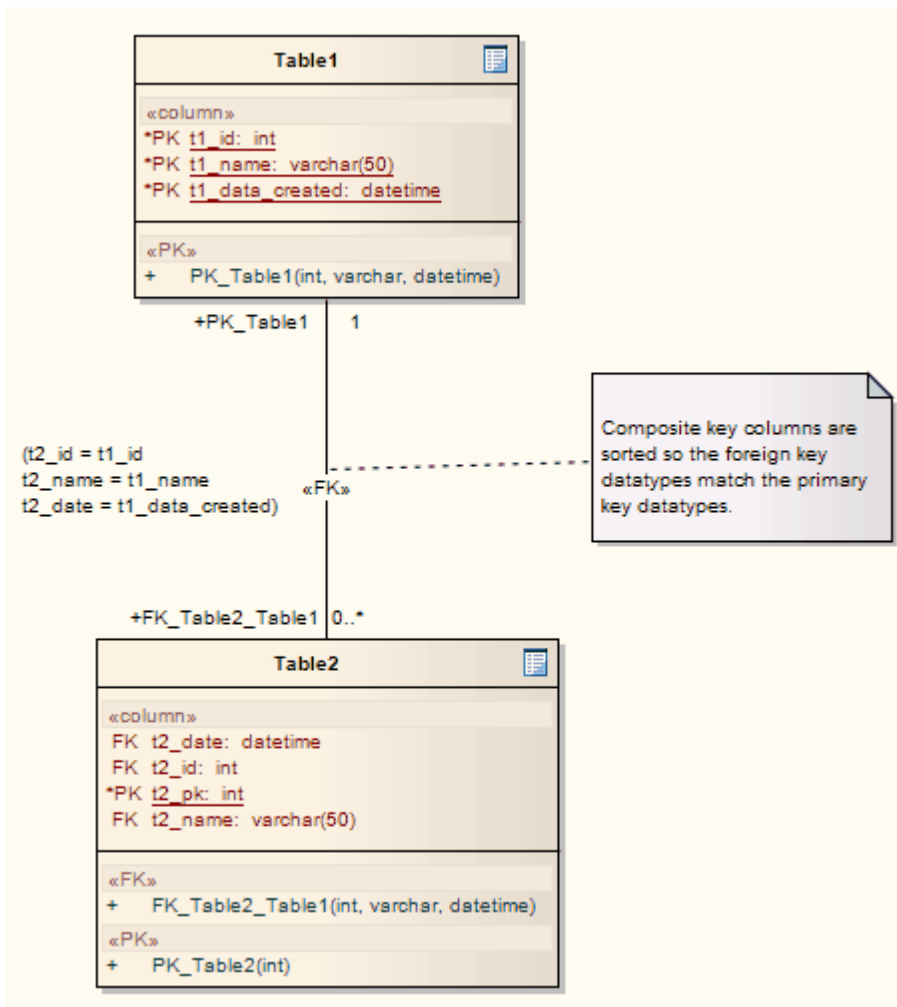 Table1
«column»
*PK t1_id: int
*PK t1_name: varchar(50)
*PK t1_data_created: datetime
«PK»
+ PK_Table1(int, varchar, datetime)
+PK_Table1 1
(t2_id = t1_id
t2_name = t1_name
t2_date = t1_data_created)
«FK»
Composite key columns are
sorted so the foreign key
datatypes match the primary
key datatypes.
+FK_Table2_Table1 0..*
Table2
«column»
FK t2_date: datetime
FK t2_id: int
*PK t2_pk: int
FK t2_name: varchar(50)
«FK»
+ FK_Table2_Table1(int, varchar, datetime)
«PK»
+ PK_Table2(int)